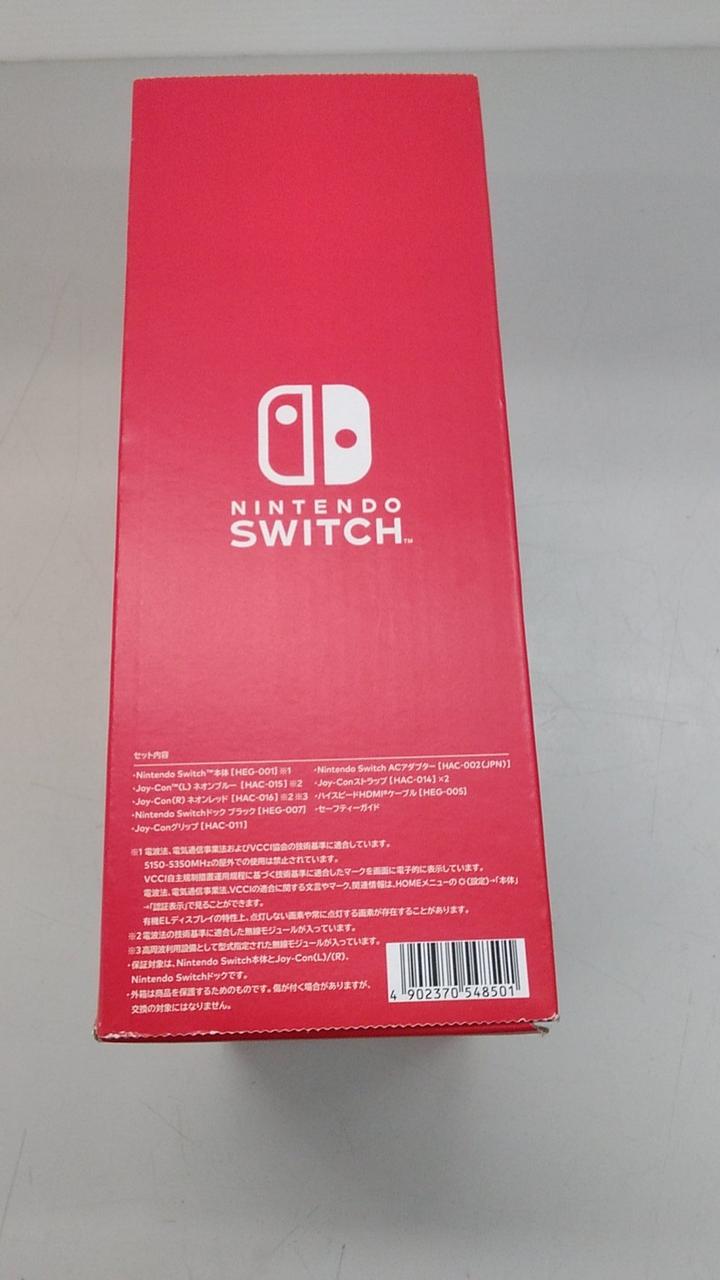 NINTENDO
SWITCH™
セット内容
・Nintendo Switch™本体 [HEG-001] ※1
・Joy-Con™(L) ネオンブルー [HAC-015] ※2
・Joy-Con(R) ネオンレッド [HAC-016] ※2 ※3
・Nintendo Switchドック ブラック [HEG-007]
・Joy-Conグリップ [HAC-011]
・Nintendo Switch ACアダプター [HAC-002(JPN)]
・Joy-Conストラップ [HAC-014] ×2
・ハイスピードHDMI®ケーブル [HEG-005]
・セーフティーガイド
※1 電波法、電気通信事業法およびVCCI協会の技術基準に適合しています。
5150-5350MHzの屋外での使用は禁止されています。
VCCI自主規制措置運用規程に基づく技術基準に適合したマークを画面に電子的に表示しています。
電波法、電気通信事業法、VCCIの適合に関する文言やマーク、関連情報は、HOMEメニューの(設定)→「本体」
→「認証表示」で見ることができます。
有機ELディスプレイの特性上、点灯しない画素や常に点灯する画素が存在することがあります。
※2 電波法の技術基準に適合した無線モジュールが入っています。
※3 高周波利用設備として型式指定された無線モジュールが入っています。
・保証対象は、Nintendo Switch本体とJoy-Con(L)/(R)、
Nintendo Switchドックです。
・外箱は商品を保護するためのものです。傷が付く場合がありますが、
交換の対象にはなりません。
4 902370 548501